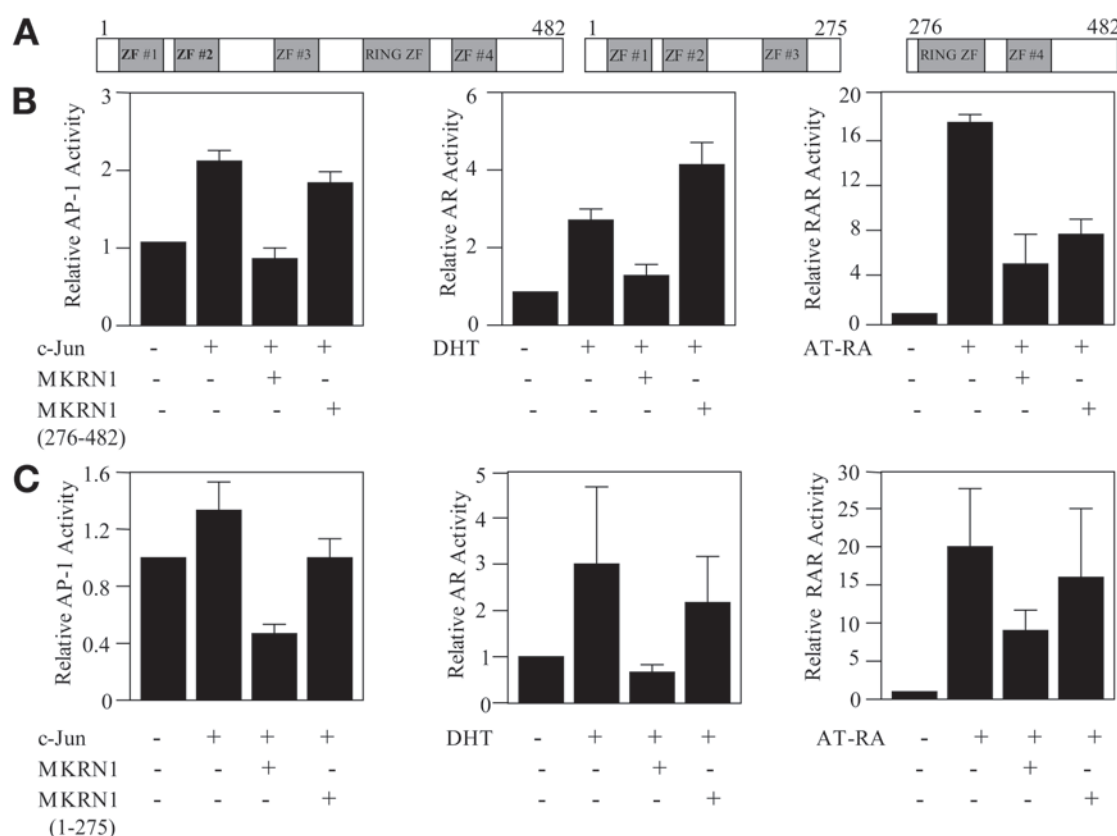 A
1 482 1 275 276 482
ZF #1 ZF #2 ZF #3 RING ZF ZF #4 ZF #1 ZF #2 ZF #3 RING ZF ZF #4
B
Relative AP-1 Activity
3
2
1
0
c-Jun - + + +
MKRN1 - - + -
MKRN1 - - - +
(276-482)
Relative AR Activity
6
4
2
0
DHT - + + +
- - + -
- - - +
Relative RAR Activity
20
16
12
8
4
0
AT-RA - + + +
- - + -
- - - +
C
Relative AP-1 Activity
1.6
1.2
0.8
0.4
0
c-Jun - + + +
MKRN1 - - + -
MKRN1 - - - +
(1-275)
Relative AR Activity
5
4
3
2
1
0
DHT - + + +
- - + -
- - - +
Relative RAR Activity
30
25
20
15
10
5
0
AT-RA - + + +
- - + -
- - - +